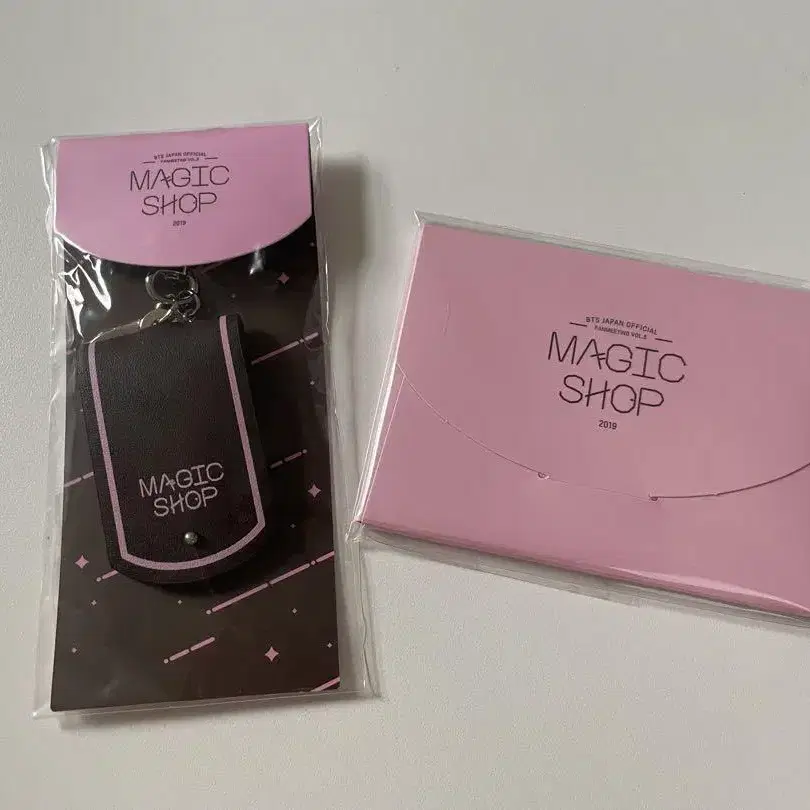 BTS JAPAN OFFICIAL
FANMEETING VOL.5
MAGIC
SHOP
2019
MAGIC
SHOP
BTS JAPAN OFFICIAL
FANMEETING VOL.5
MAGIC
SHOP
2019